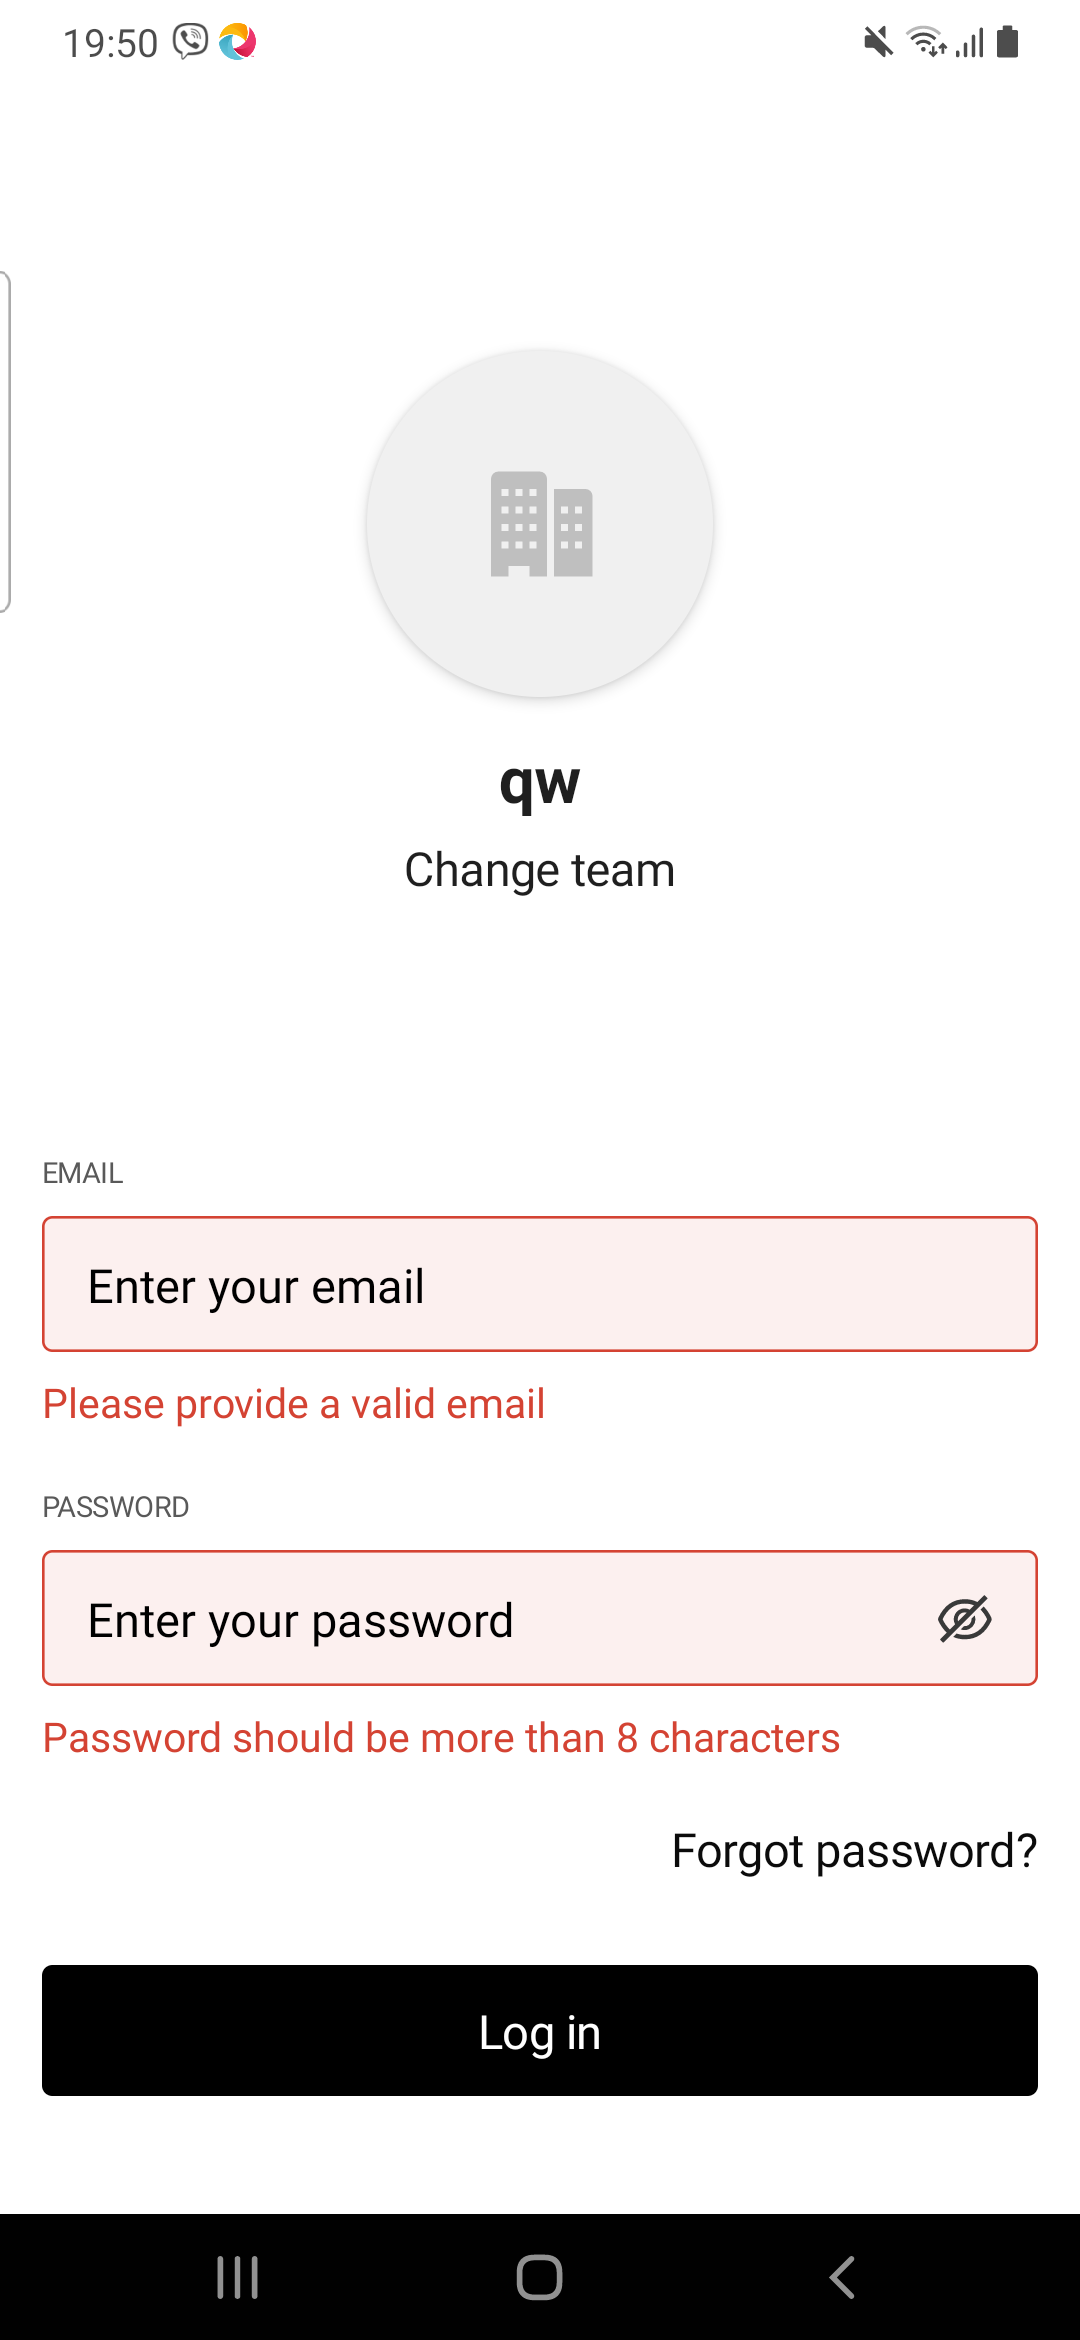 19:50
qw
Change team
EMAIL
Enter your email
Please provide a valid email
PASSWORD
Enter your password
Password should be more than 8 characters
Forgot password?
Log in